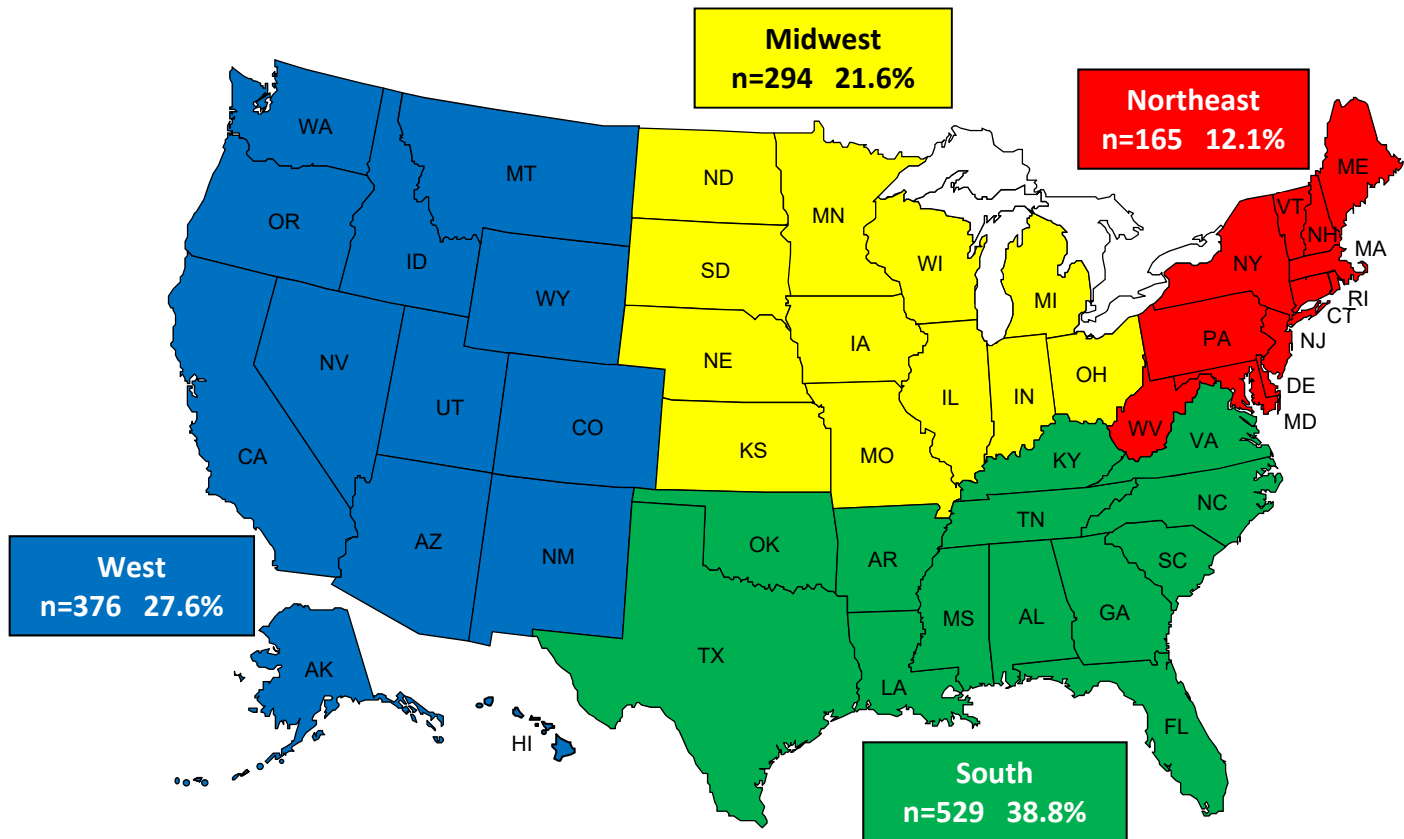 Midwest
n=294 21.6%
Northeast
n=165 12.1%
WA
MT
ND
MN
ME
VT
NH
MA
OR
ID
SD
WI
NY
WY
MI
RI
CT
NJ
PA
NE
IA
NV
UT
CO
IL
IN
OH
DE
MD
WV
VA
CA
KS
MO
KY
NC
TN
AZ
NM
OK
AR
SC
West
n=376 27.6%
MS
AL
GA
TX
LA
AK
FL
HI
South
n=529 38.8%